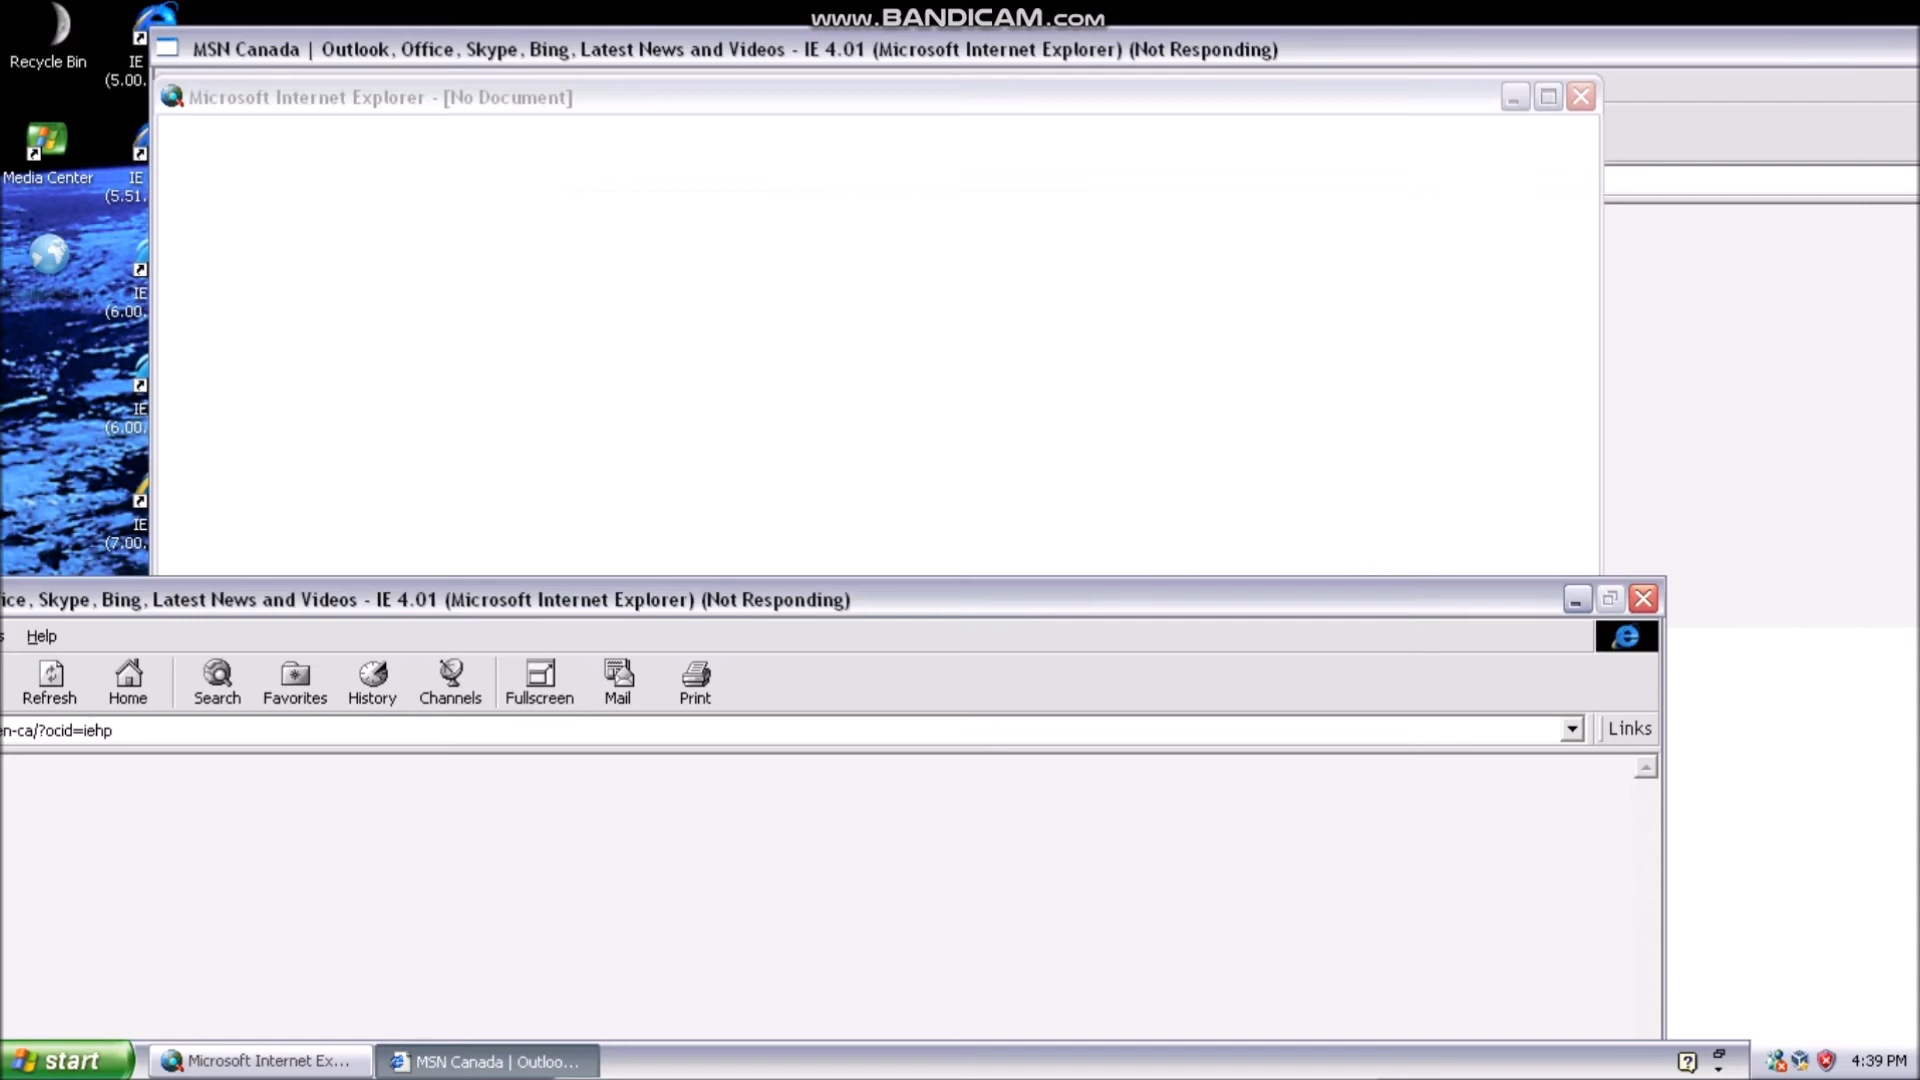 www.BANDICAM.com
Recycle Bin
IE
(5.00.
MSN Canada | Outlook, Office, Skype, Bing, Latest News and Videos - IE 4.01 (Microsoft Internet Explorer) (Not Responding)
Microsoft Internet Explorer - [No Document]
Media Center
IE
(5.51.
IE
(6.00.
IE
(6.00.
IE
(7.00.
ice, Skype, Bing, Latest News and Videos - IE 4.01 (Microsoft Internet Explorer) (Not Responding)
s Help
Refresh Home Search Favorites History Channels Fullscreen Mail Print
en-ca/?ocid=iehp
Links
start
Microsoft Internet Ex...
MSN Canada | Outloo...
4:39 PM